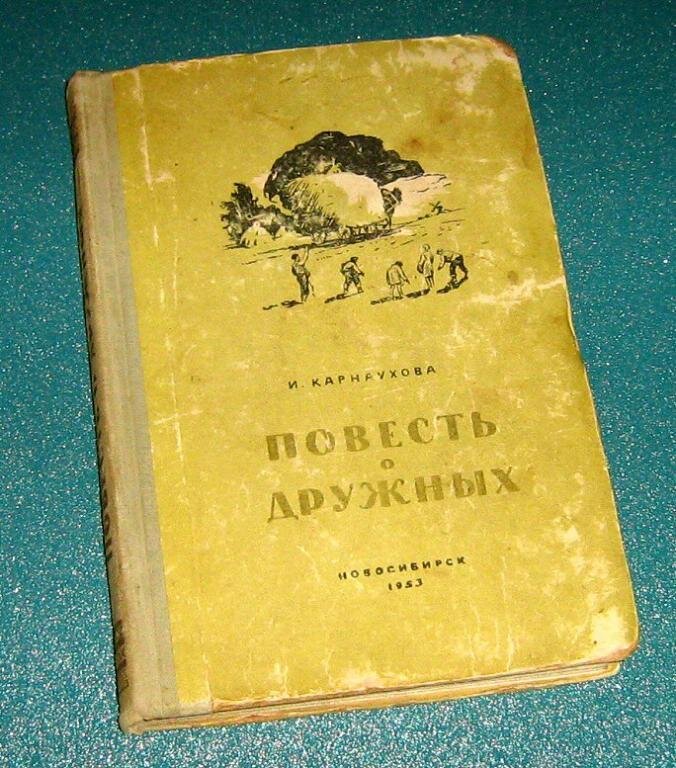 И. КАРНАУХОВА
ПОВЕСТЬ
О
ДРУЖНЫХ
НОВОСИБИРСК
1953